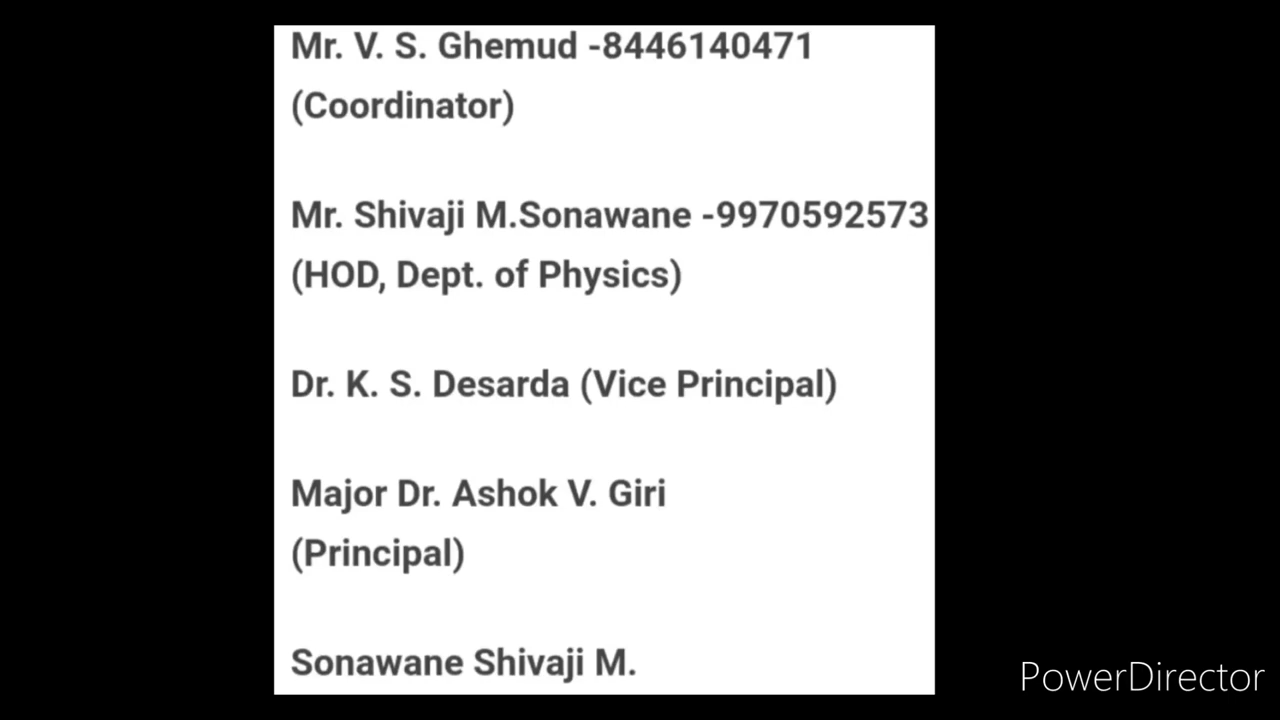 Mr. V. S. Ghemud -8446140471
(Coordinator)
Mr. Shivaji M.Sonawane -9970592573
(HOD, Dept. of Physics)
Dr. K. S. Desarda (Vice Principal)
Major Dr. Ashok V. Giri
(Principal)
Sonawane Shivaji M.
PowerDirector